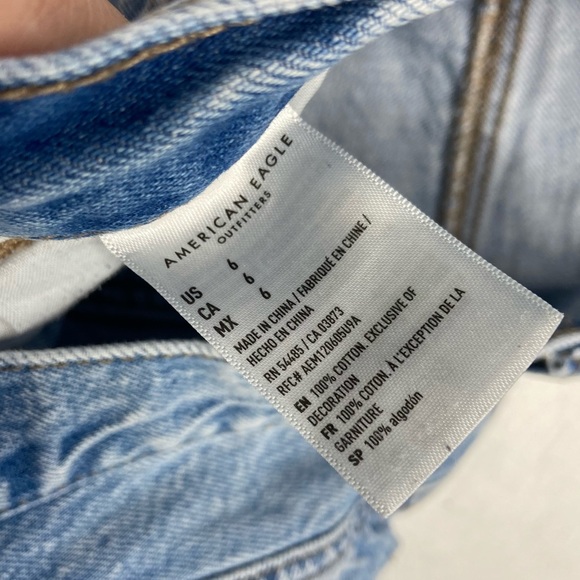 AMERICAN EAGLE
OUTFITTERS
US 6
CA 6
MX 6
MADE IN CHINA / FABRIQUÉ EN CHINE /
HECHO EN CHINA
RN 54485 / CA 03873
RFC# AEM120605U9A
EN 100% COTTON. EXCLUSIVE OF
DECORATION
FR 100% COTON. À L'EXCEPTION DE LA
GARNITURE
SP 100% algodón